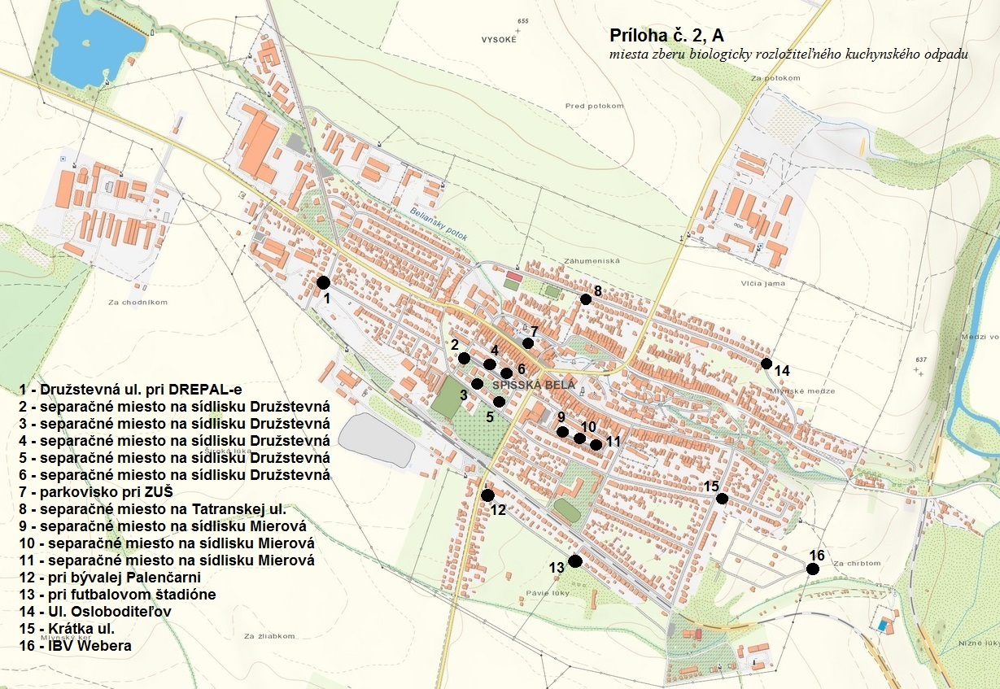 Príloha č. 2, A
miesta zberu biologicky rozložiteľného kuchynského odpadu
655
VYSOKÉ
Za potokom
Pred potokom
Beliansky potok
1
Záhumeniská
Vlčia jama
Za chodníkom
8
1
7
Medzi vo
2
4
6
637
14
SPIŠSKÁ BELÁ
3
Mlynské medze
5
9
10
11
Široká lúka
15
12
16
Za chrbtom
13
Pávie lúky
Za žliabkom
Mlynský ker
Nižné lúky
1 - Družstevná ul. pri DREPAL-e
2 - separačné miesto na sídlisku Družstevná
3 - separačné miesto na sídlisku Družstevná
4 - separačné miesto na sídlisku Družstevná
5 - separačné miesto na sídlisku Družstevná
6 - separačné miesto na sídlisku Družstevná
7 - parkovisko pri ZUŠ
8 - separačné miesto na Tatranskej ul.
9 - separačné miesto na sídlisku Mierová
10 - separačné miesto na sídlisku Mierová
11 - separačné miesto na sídlisku Mierová
12 - pri bývalej Palenčarni
13 - pri futbalovom štadióne
14 - Ul. Osloboditeľov
15 - Krátka ul.
16 - IBV Webera